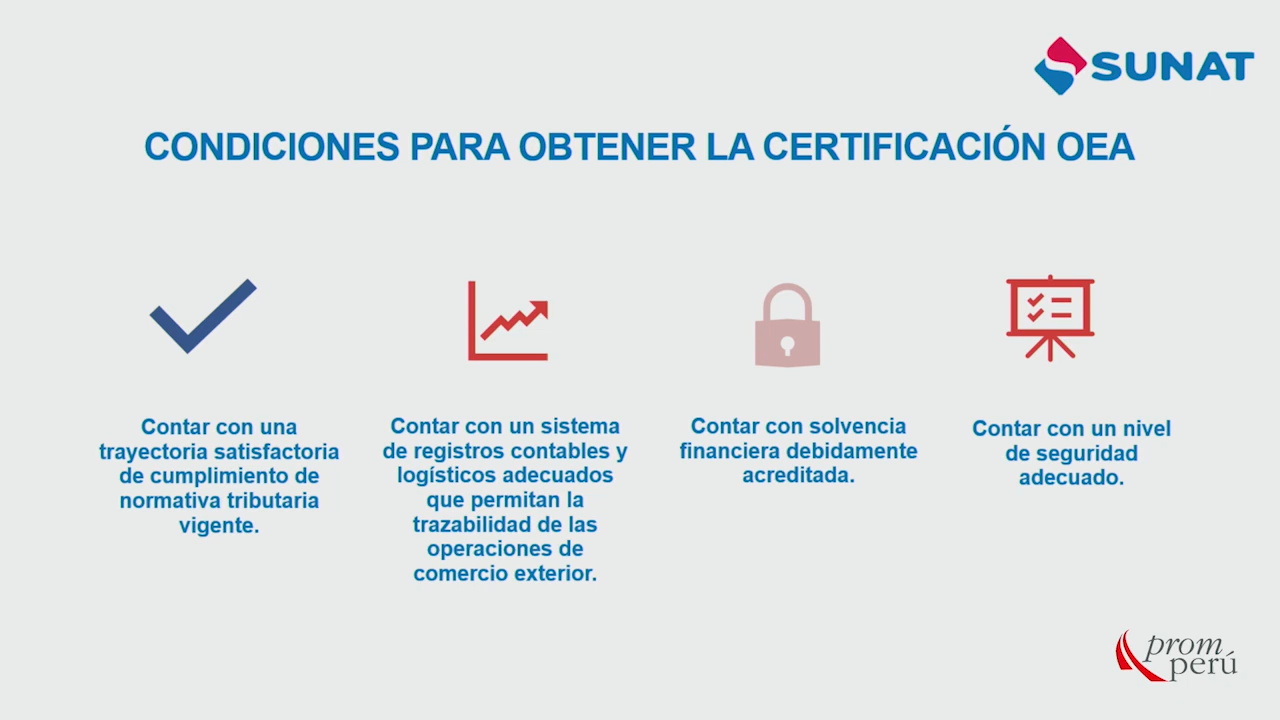 SUNAT
CONDICIONES PARA OBTENER LA CERTIFICACIÓN OEA
Contar con una
trayectoria satisfactoria
de cumplimiento de
normativa tributaria
vigente.
Contar con un sistema
de registros contables y
logísticos adecuados
que permitan la
trazabilidad de las
operaciones de
comercio exterior.
Contar con solvencia
financiera debidamente
acreditada.
Contar con un nivel
de seguridad
adecuado.
prom
perú